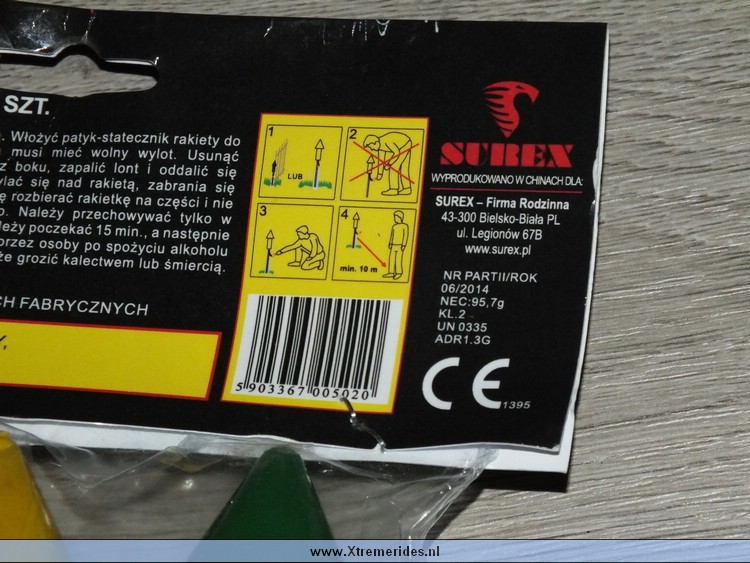 SZT.
. Włożyć patyk-statecznik rakiety do
musi mieć wolny wylot. Usunąć
z boku, zapalić lont i oddalić się
ylać się nad rakietą, zabrania się
ę rozbierać rakietkę na części i nie
o. Należy przechowywać tylko w
leży poczekać 15 min., a następnie
przez osoby po spożyciu alkoholu
że grozić kalectwem lub śmiercią.
CH FABRYCZNYCH
1
LUB
2
3
4
min. 10 m
5 903367 005020
SUREX
WYPRODUKOWANO W CHINACH DLA:
SUREX – Firma Rodzinna
43-300 Bielsko-Biała PL
ul. Legionów 67B
www.surex.pl
NR PARTII/ROK
06/2014
NEC:95,7g
KL.2
UN 0335
ADR1.3G
CE 1395
www.Xtremerides.nl